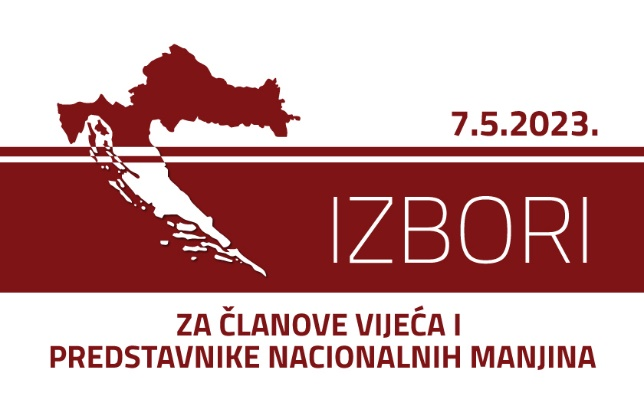 7.5.2023.
IZBORI
ZA ČLANOVE VIJEĆA I
PREDSTAVNIKE NACIONALNIH MANJINA